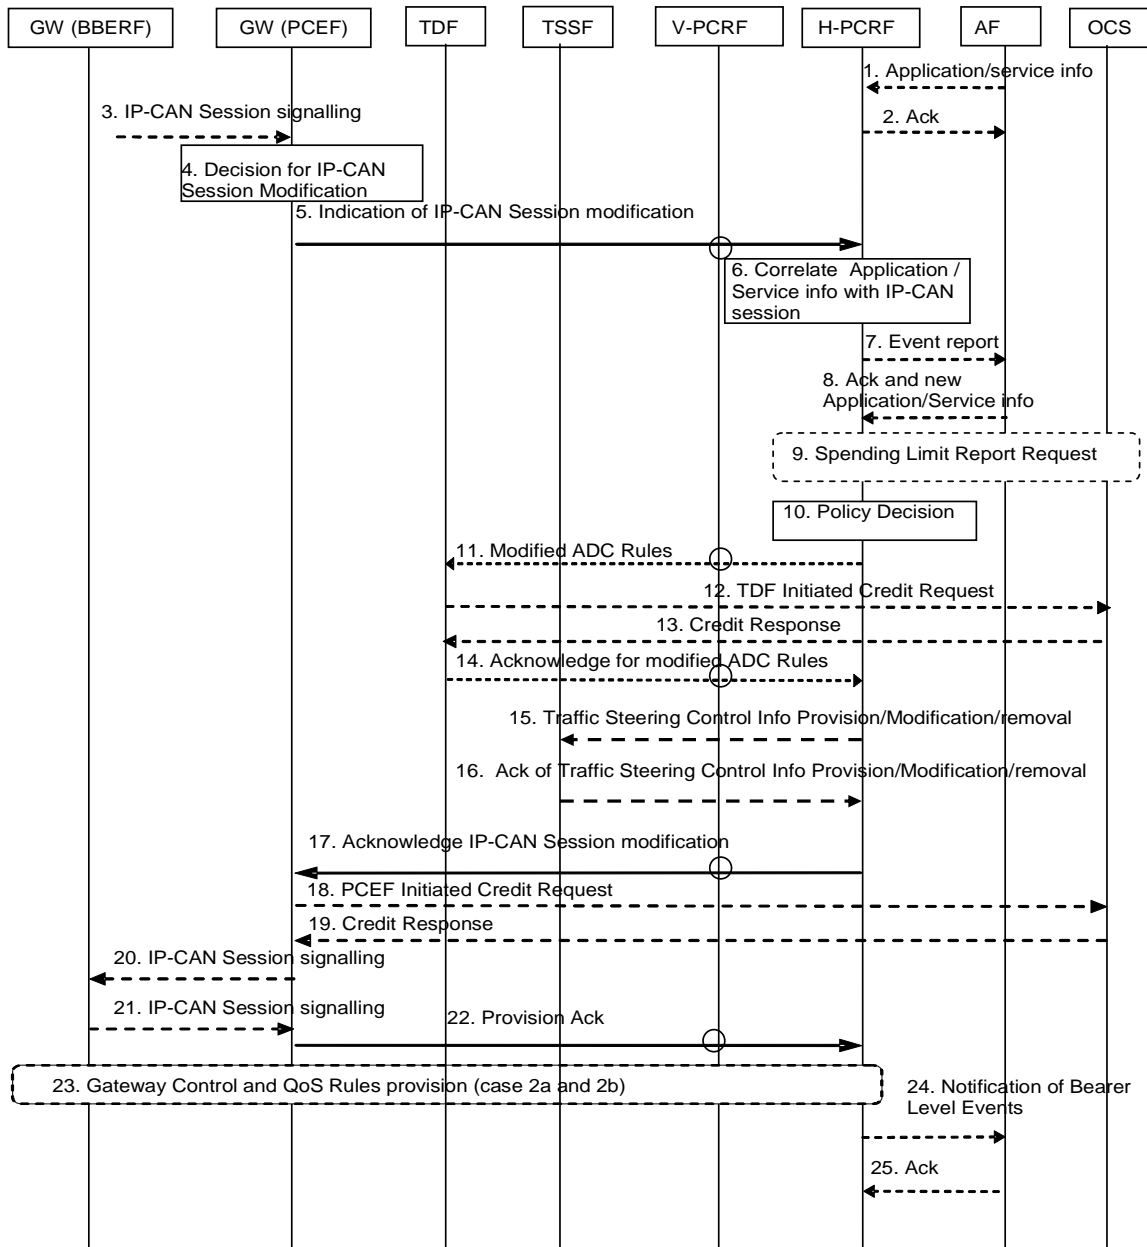 GW (BBERF)
GW (PCEF)
TDF
TSSF
V-PCRF
H-PCRF
AF
OCS
1. Application/service info
2. Ack
3. IP-CAN Session signalling
4. Decision for IP-CAN
Session Modification
5. Indication of IP-CAN Session modification
6. Correlate Application /
Service info with IP-CAN
session
7. Event report
8. Ack and new
Application/Service info
9. Spending Limit Report Request
10. Policy Decision
11. Modified ADC Rules
12. TDF Initiated Credit Request
13. Credit Response
14. Acknowledge for modified ADC Rules
15. Traffic Steering Control Info Provision/Modification/removal
16. Ack of Traffic Steering Control Info Provision/Modification/removal
17. Acknowledge IP-CAN Session modification
18. PCEF Initiated Credit Request
19. Credit Response
20. IP-CAN Session signalling
21. IP-CAN Session signalling
22. Provision Ack
23. Gateway Control and QoS Rules provision (case 2a and 2b)
24. Notification of Bearer
Level Events
25. Ack